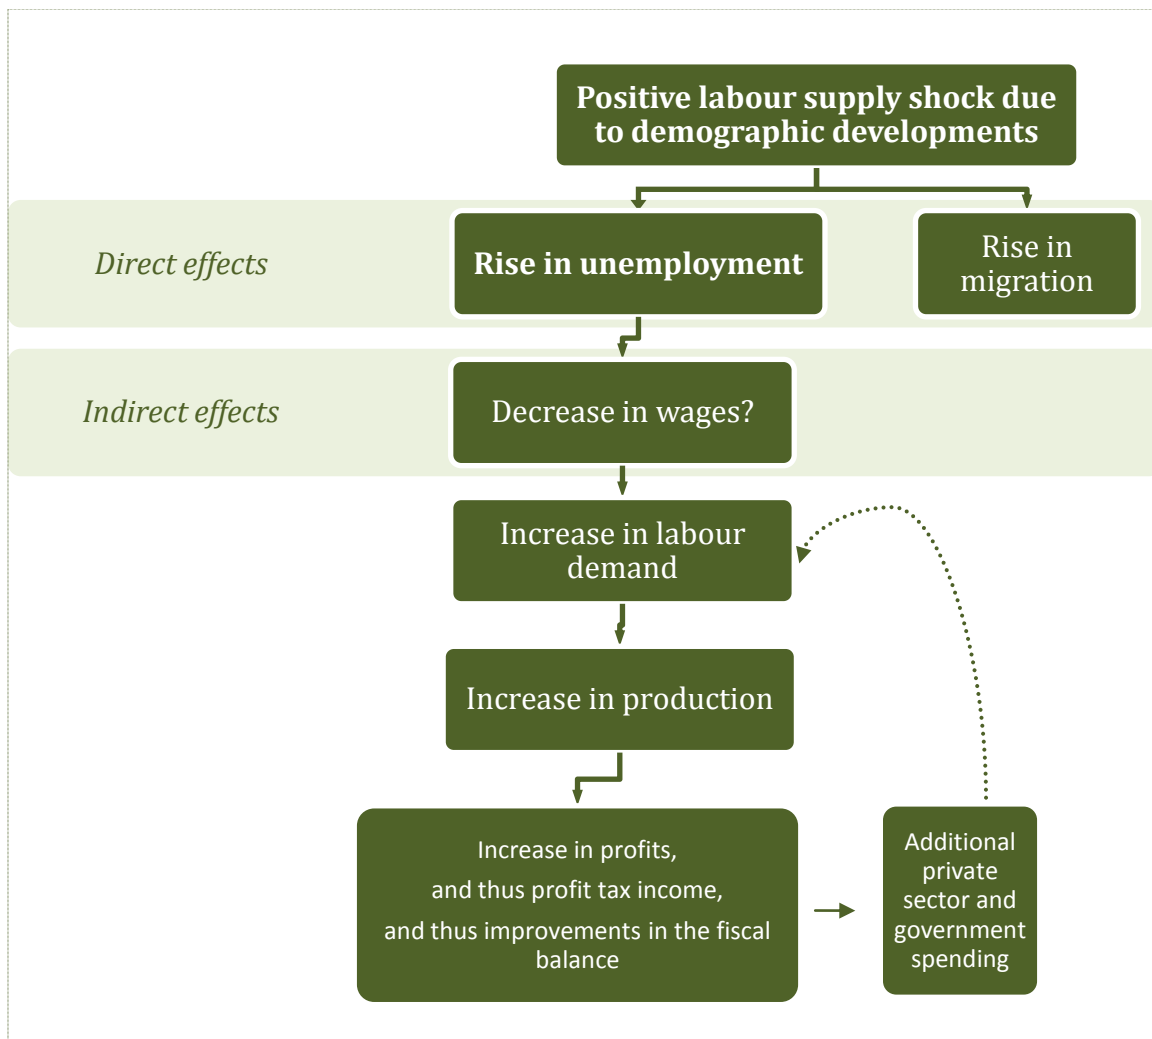 Positive labour supply shock due
to demographic developments
Direct effects
Rise in unemployment
Rise in
migration
Indirect effects
Decrease in wages?
Increase in labour
demand
Increase in production
Increase in profits,
and thus profit tax income,
and thus improvements in the fiscal
balance
Additional
private
sector and
government
spending